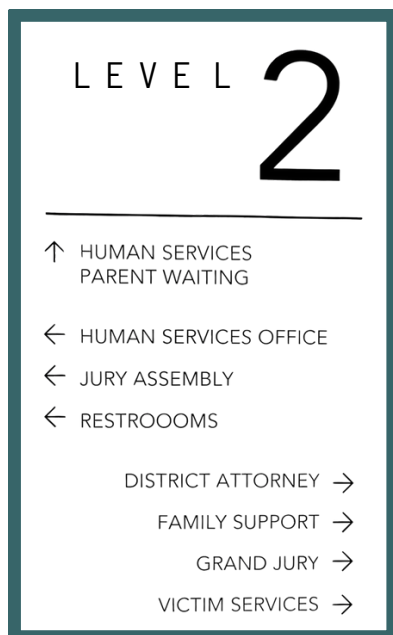 LEVEL 2
↑ HUMAN SERVICES
PARENT WAITING
← HUMAN SERVICES OFFICE
← JURY ASSEMBLY
← RESTROOOMS
DISTRICT ATTORNEY →
FAMILY SUPPORT →
GRAND JURY →
VICTIM SERVICES →